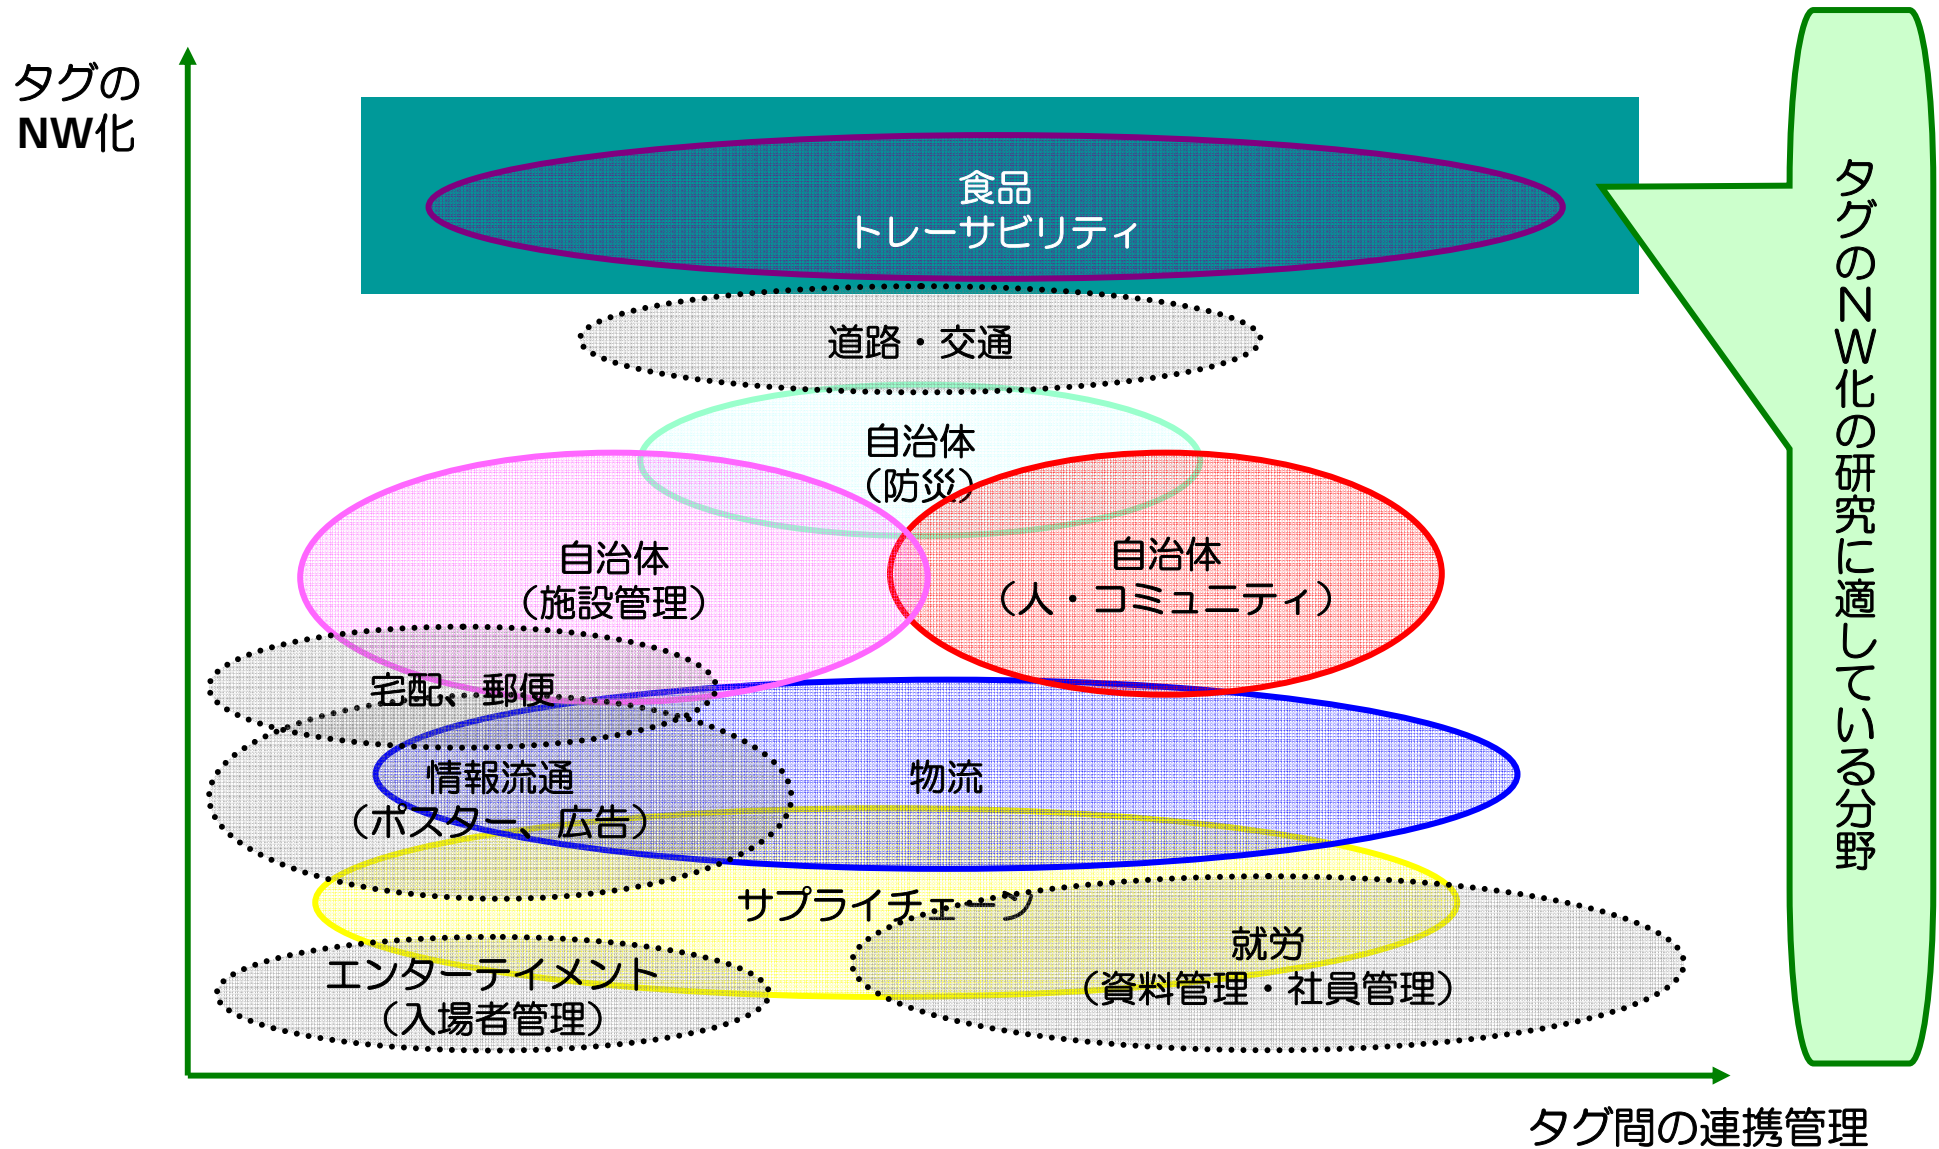 タグの
NW化
食品
トレーサビリティ
道路・交通
自治体
（防災）
自治体
（施設管理）
自治体
（人・コミュニティ）
宅配、郵便
情報流通
（ポスター、広告）
物流
サプライチェーン
就労
（資料管理・社員管理）
エンターテイメント
（入場者管理）
タグ間の連携管理
タグのＮＷ化の研究に適している分野